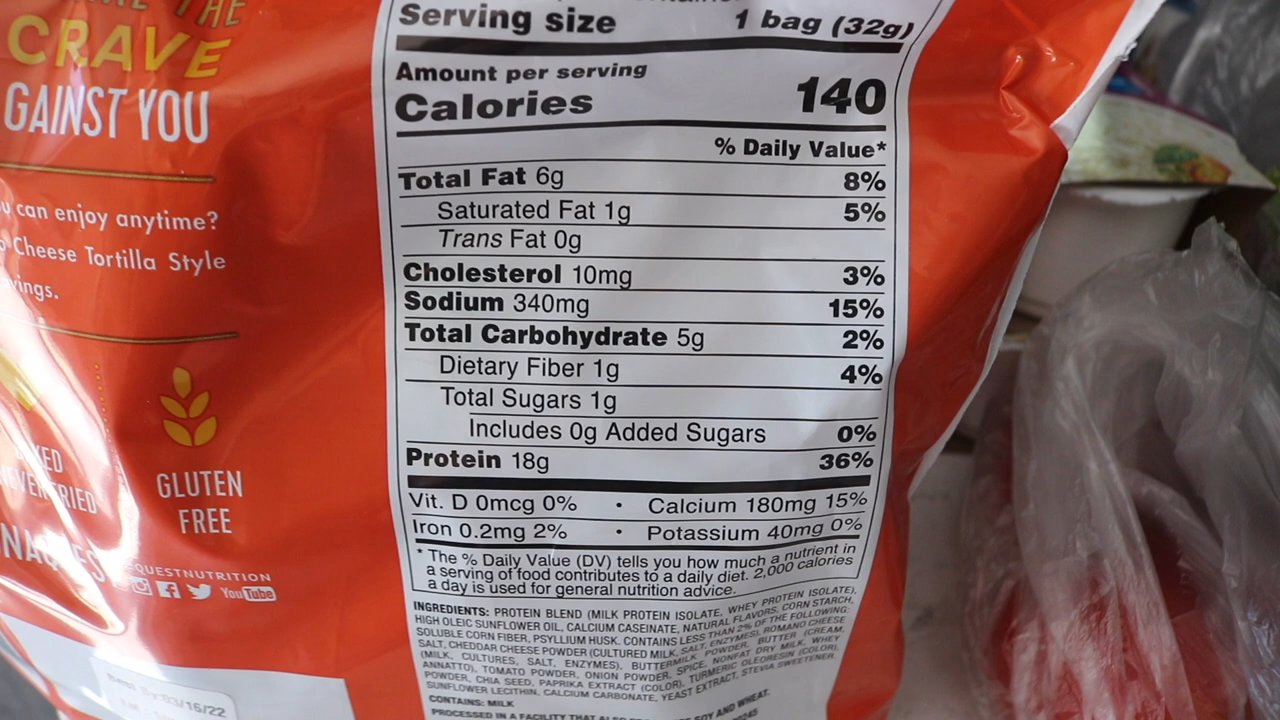 THE
CRAVE
GAINST YOU
can enjoy anytime?
Cheese Tortilla Style
GLUTEN
FREE
QUESTNUTRITION
YouTube
Best By:03/16/22
Serving size 1 bag (32g)
Amount per serving
Calories 140
% Daily Value*
Total Fat 6g 8%
Saturated Fat 1g 5%
Trans Fat 0g
Cholesterol 10mg 3%
Sodium 340mg 15%
Total Carbohydrate 5g 2%
Dietary Fiber 1g 4%
Total Sugars 1g
Includes 0g Added Sugars 0%
Protein 18g 36%
Vit. D 0mcg 0% • Calcium 180mg 15%
Iron 0.2mg 2% • Potassium 40mg 0%
* The % Daily Value (DV) tells you how much a nutrient in
a serving of food contributes to a daily diet. 2,000 calories
a day is used for general nutrition advice.
INGREDIENTS: PROTEIN BLEND (MILK PROTEIN ISOLATE, WHEY PROTEIN ISOLATE),
HIGH OLEIC SUNFLOWER OIL, CALCIUM CASEINATE, NATURAL FLAVORS, CORN STARCH,
SOLUBLE CORN FIBER, PSYLLIUM HUSK. CONTAINS LESS THAN 2% OF THE FOLLOWING:
SALT, CHEDDAR CHEESE POWDER (CULTURED MILK, SALT, ENZYMES), ROMANO CHEESE
(MILK, CULTURES, SALT, ENZYMES), BUTTERMILK POWDER, BUTTER (CREAM,
ANNATTO), TOMATO POWDER, ONION POWDER, SPICE, NONFAT DRY MILK, WHEY
POWDER, CHIA SEED, PAPRIKA EXTRACT (COLOR), TURMERIC OLEORESIN (COLOR),
SUNFLOWER LECITHIN, CALCIUM CARBONATE, YEAST EXTRACT, STEVIA SWEETENER.
CONTAINS: MILK
PROCESSED IN A FACILITY THAT ALSO SOY AND WHEAT.